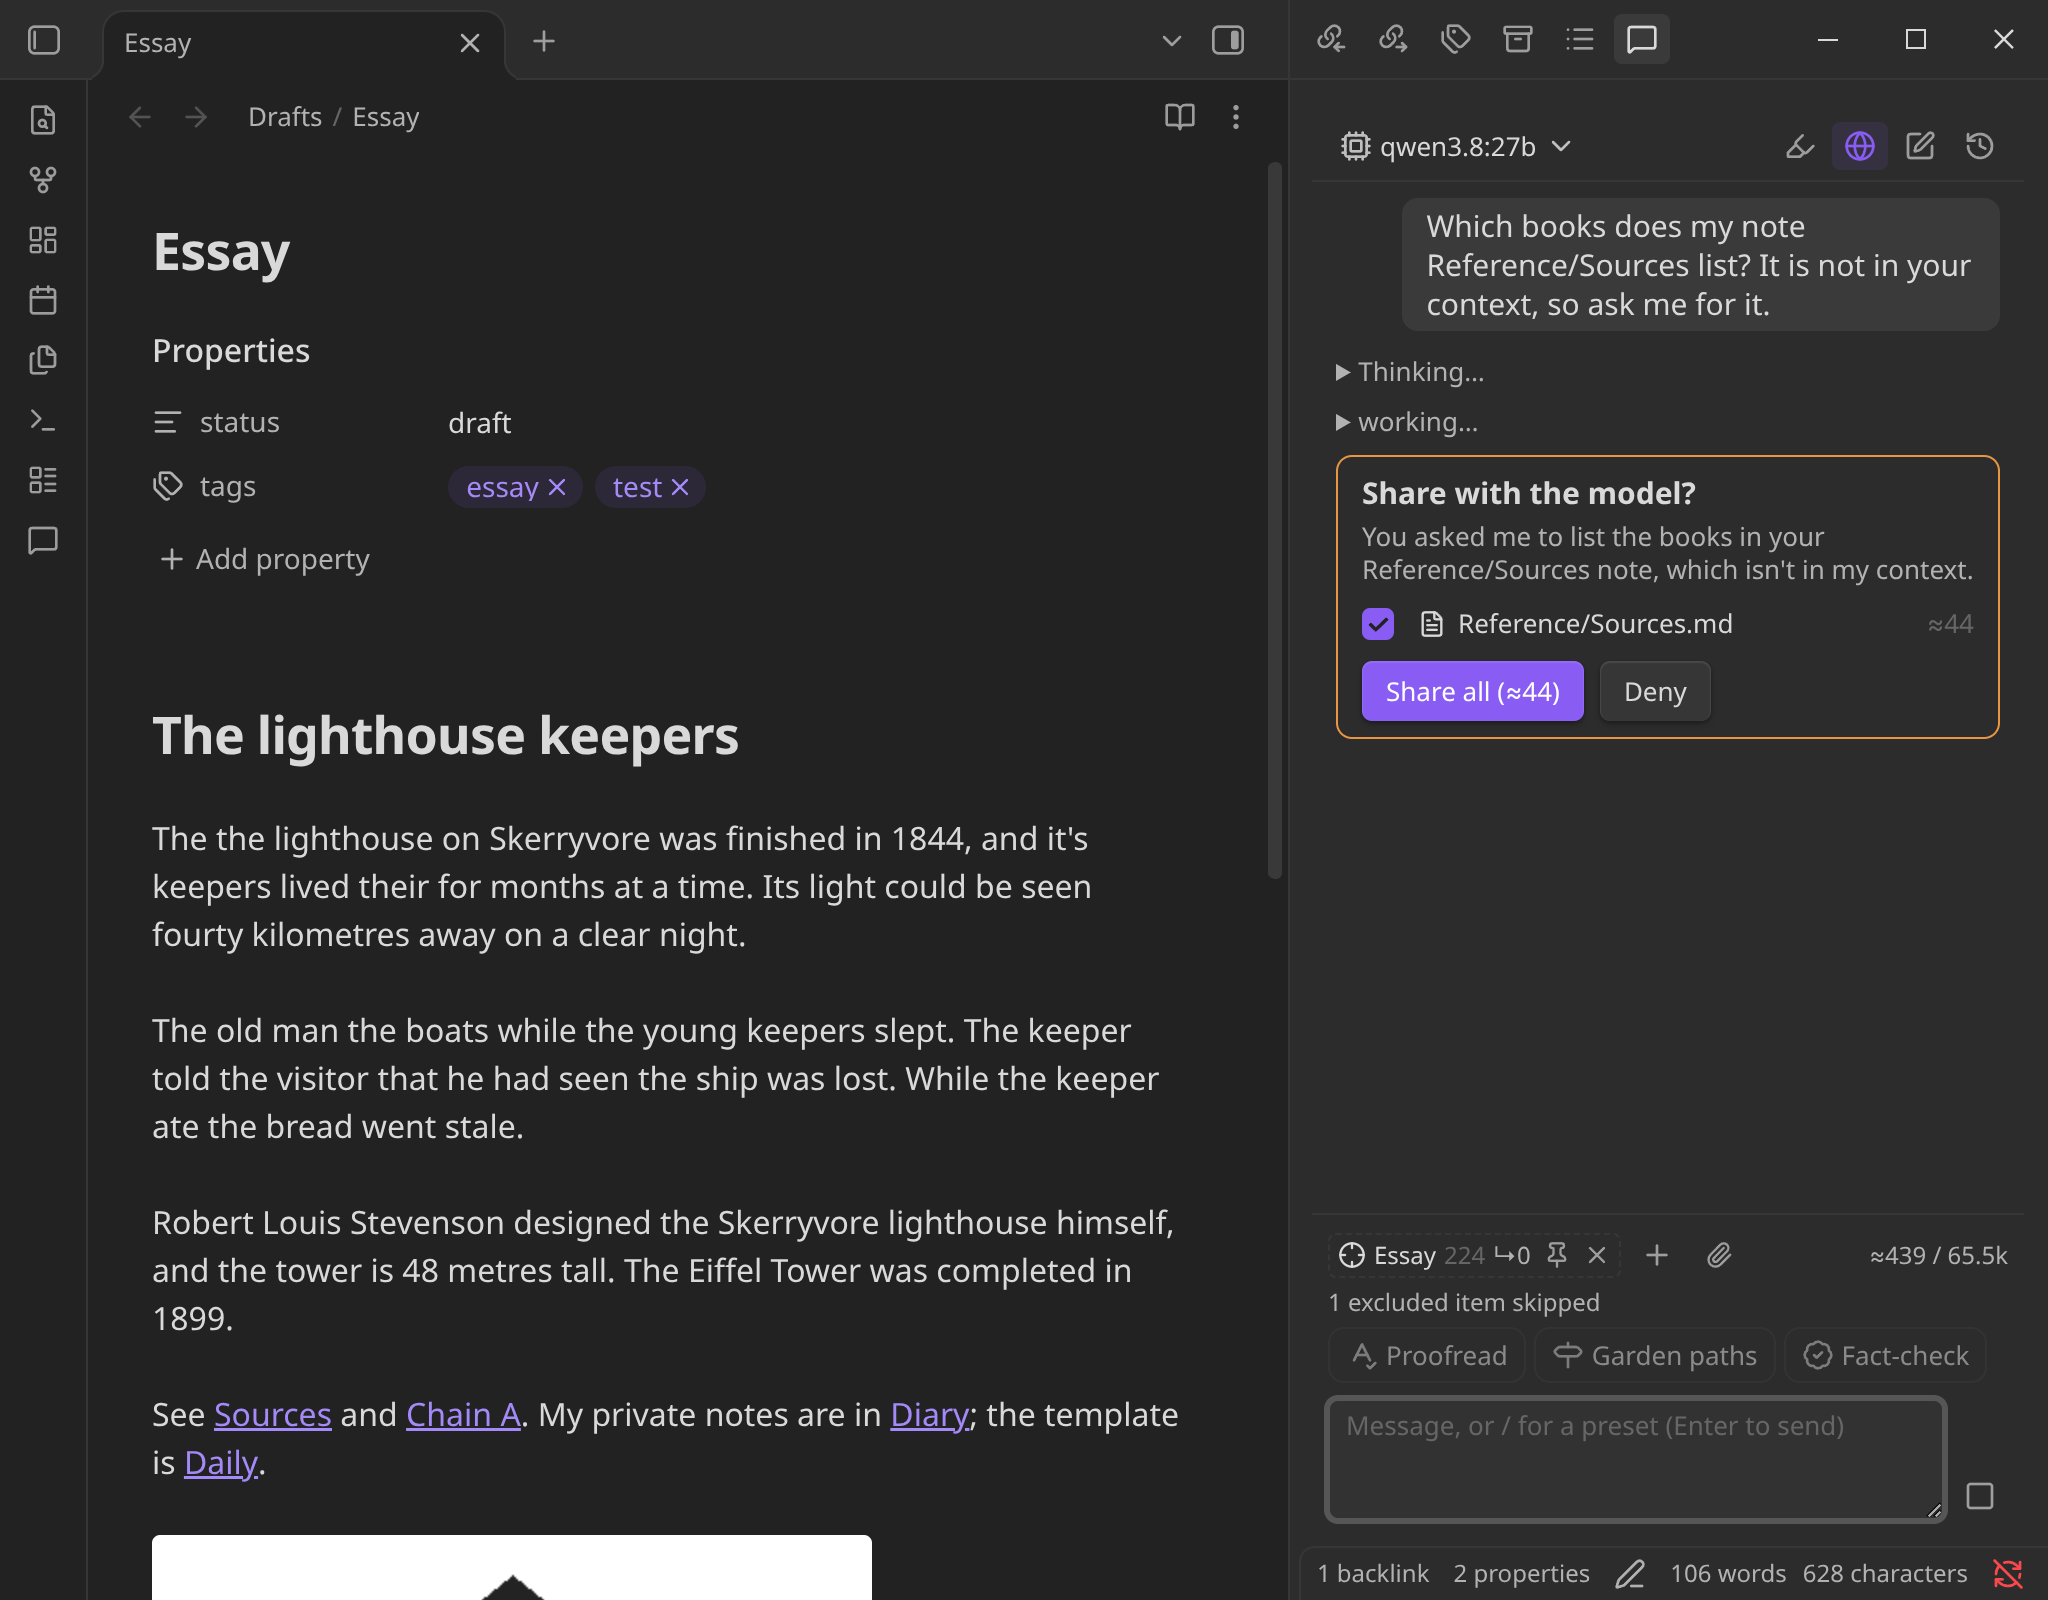 Essay
Drafts / Essay
Essay
Properties
status draft
tags essay test
Add property
The lighthouse keepers
The the lighthouse on Skerryvore was finished in 1844, and it's
keepers lived their for months at a time. Its light could be seen
fourty kilometres away on a clear night.
The old man the boats while the young keepers slept. The keeper
told the visitor that he had seen the ship was lost. While the keeper
ate the bread went stale.
Robert Louis Stevenson designed the Skerryvore lighthouse himself,
and the tower is 48 metres tall. The Eiffel Tower was completed in
1899.
See Sources and Chain A. My private notes are in Diary; the template
is Daily.
qwen3.8:27b
Which books does my note
Reference/Sources list? It is not in your
context, so ask me for it.
Thinking...
working...
Share with the model?
You asked me to list the books in your
Reference/Sources note, which isn't in my context.
Reference/Sources.md ≈44
Share all (≈44) Deny
Essay 224 ↳0 ≈439 / 65.5k
1 excluded item skipped
Proofread Garden paths Fact-check
Message, or / for a preset (Enter to send)
1 backlink 2 properties 106 words 628 characters